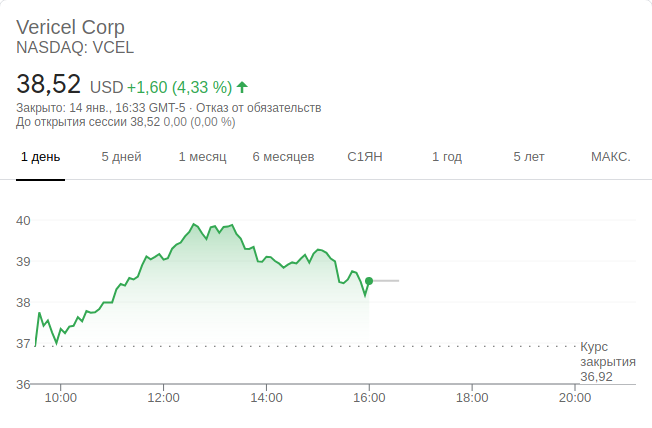 Vericel Corp
NASDAQ: VCEL
38,52 USD +1,60 (4,33 %)
Закрыто: 14 янв., 16:33 GMT-5 · Отказ от обязательств
До открытия сессии 38,52 0,00 (0,00 %)
1 день 5 дней 1 месяц 6 месяцев С1ЯН 1 год 5 лет МАКС.
40
39
38
37
Курс
закрытия
36,92
36
10:00 12:00 14:00 16:00 18:00 20:00